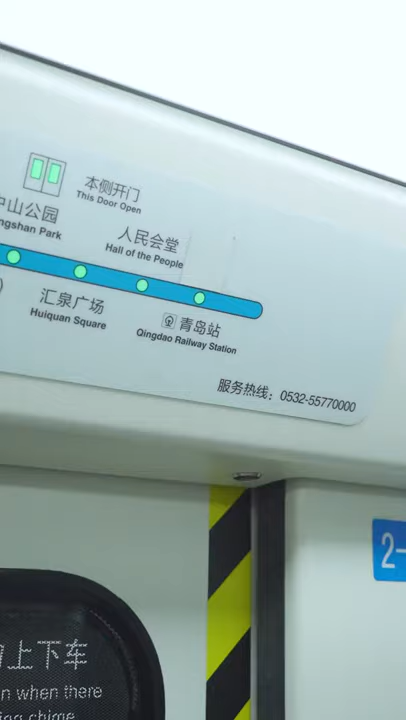 本侧开门
This Door Open
中山公园
ngshan Park
人民会堂
Hall of the People
)
汇泉广场
Huiquan Square
青岛站
Qingdao Railway Station
服务热线：0532-55770000
2-
上下车
n when there
chime